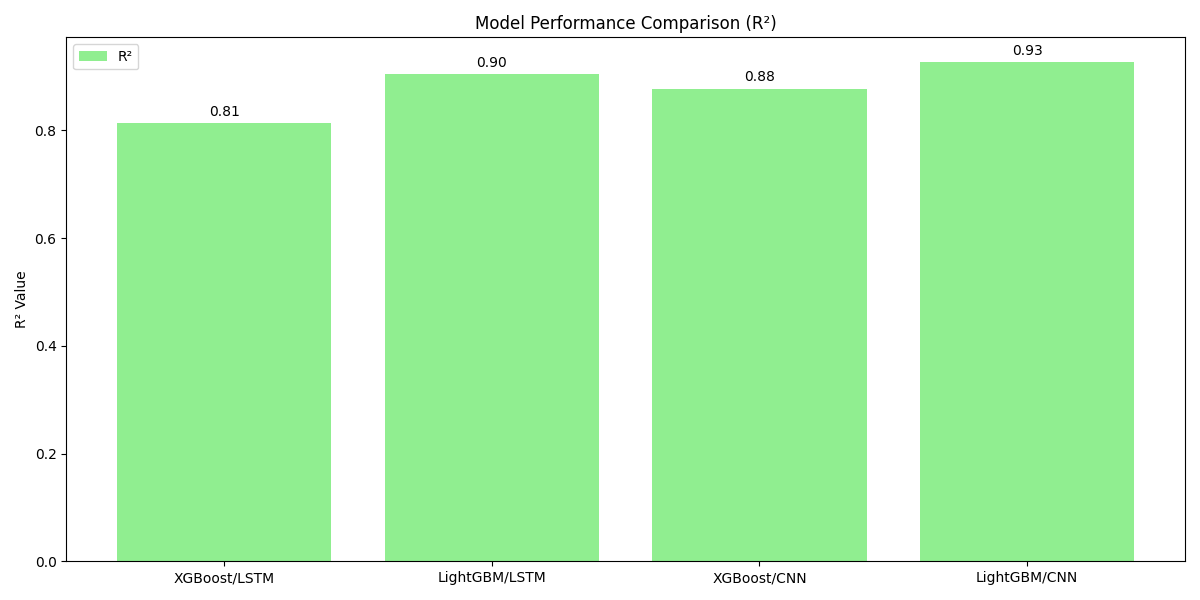 Model Performance Comparison (R²)
R²
0.81
0.90
0.88
0.93
R² Value
0.8
0.6
0.4
0.2
0.0
XGBoost/LSTM
LightGBM/LSTM
XGBoost/CNN
LightGBM/CNN